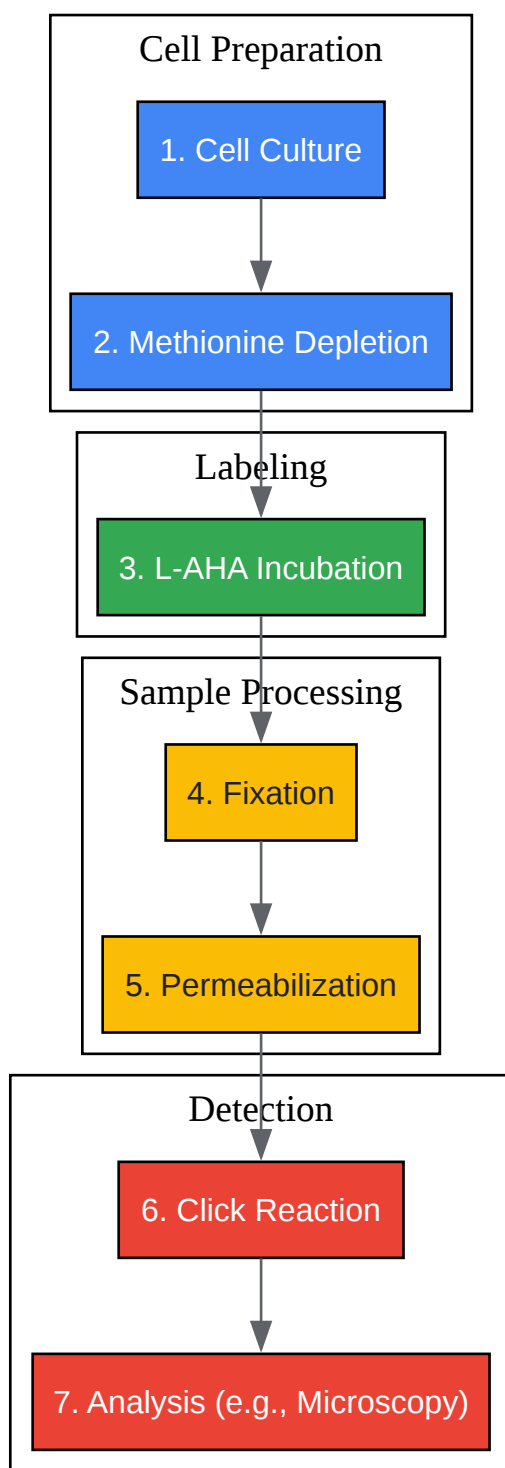 Cell Preparation
1. Cell Culture
2. Methionine Depletion
Labeling
3. L-AHA Incubation
Sample Processing
4. Fixation
5. Permeabilization
Detection
6. Click Reaction
7. Analysis (e.g., Microscopy)